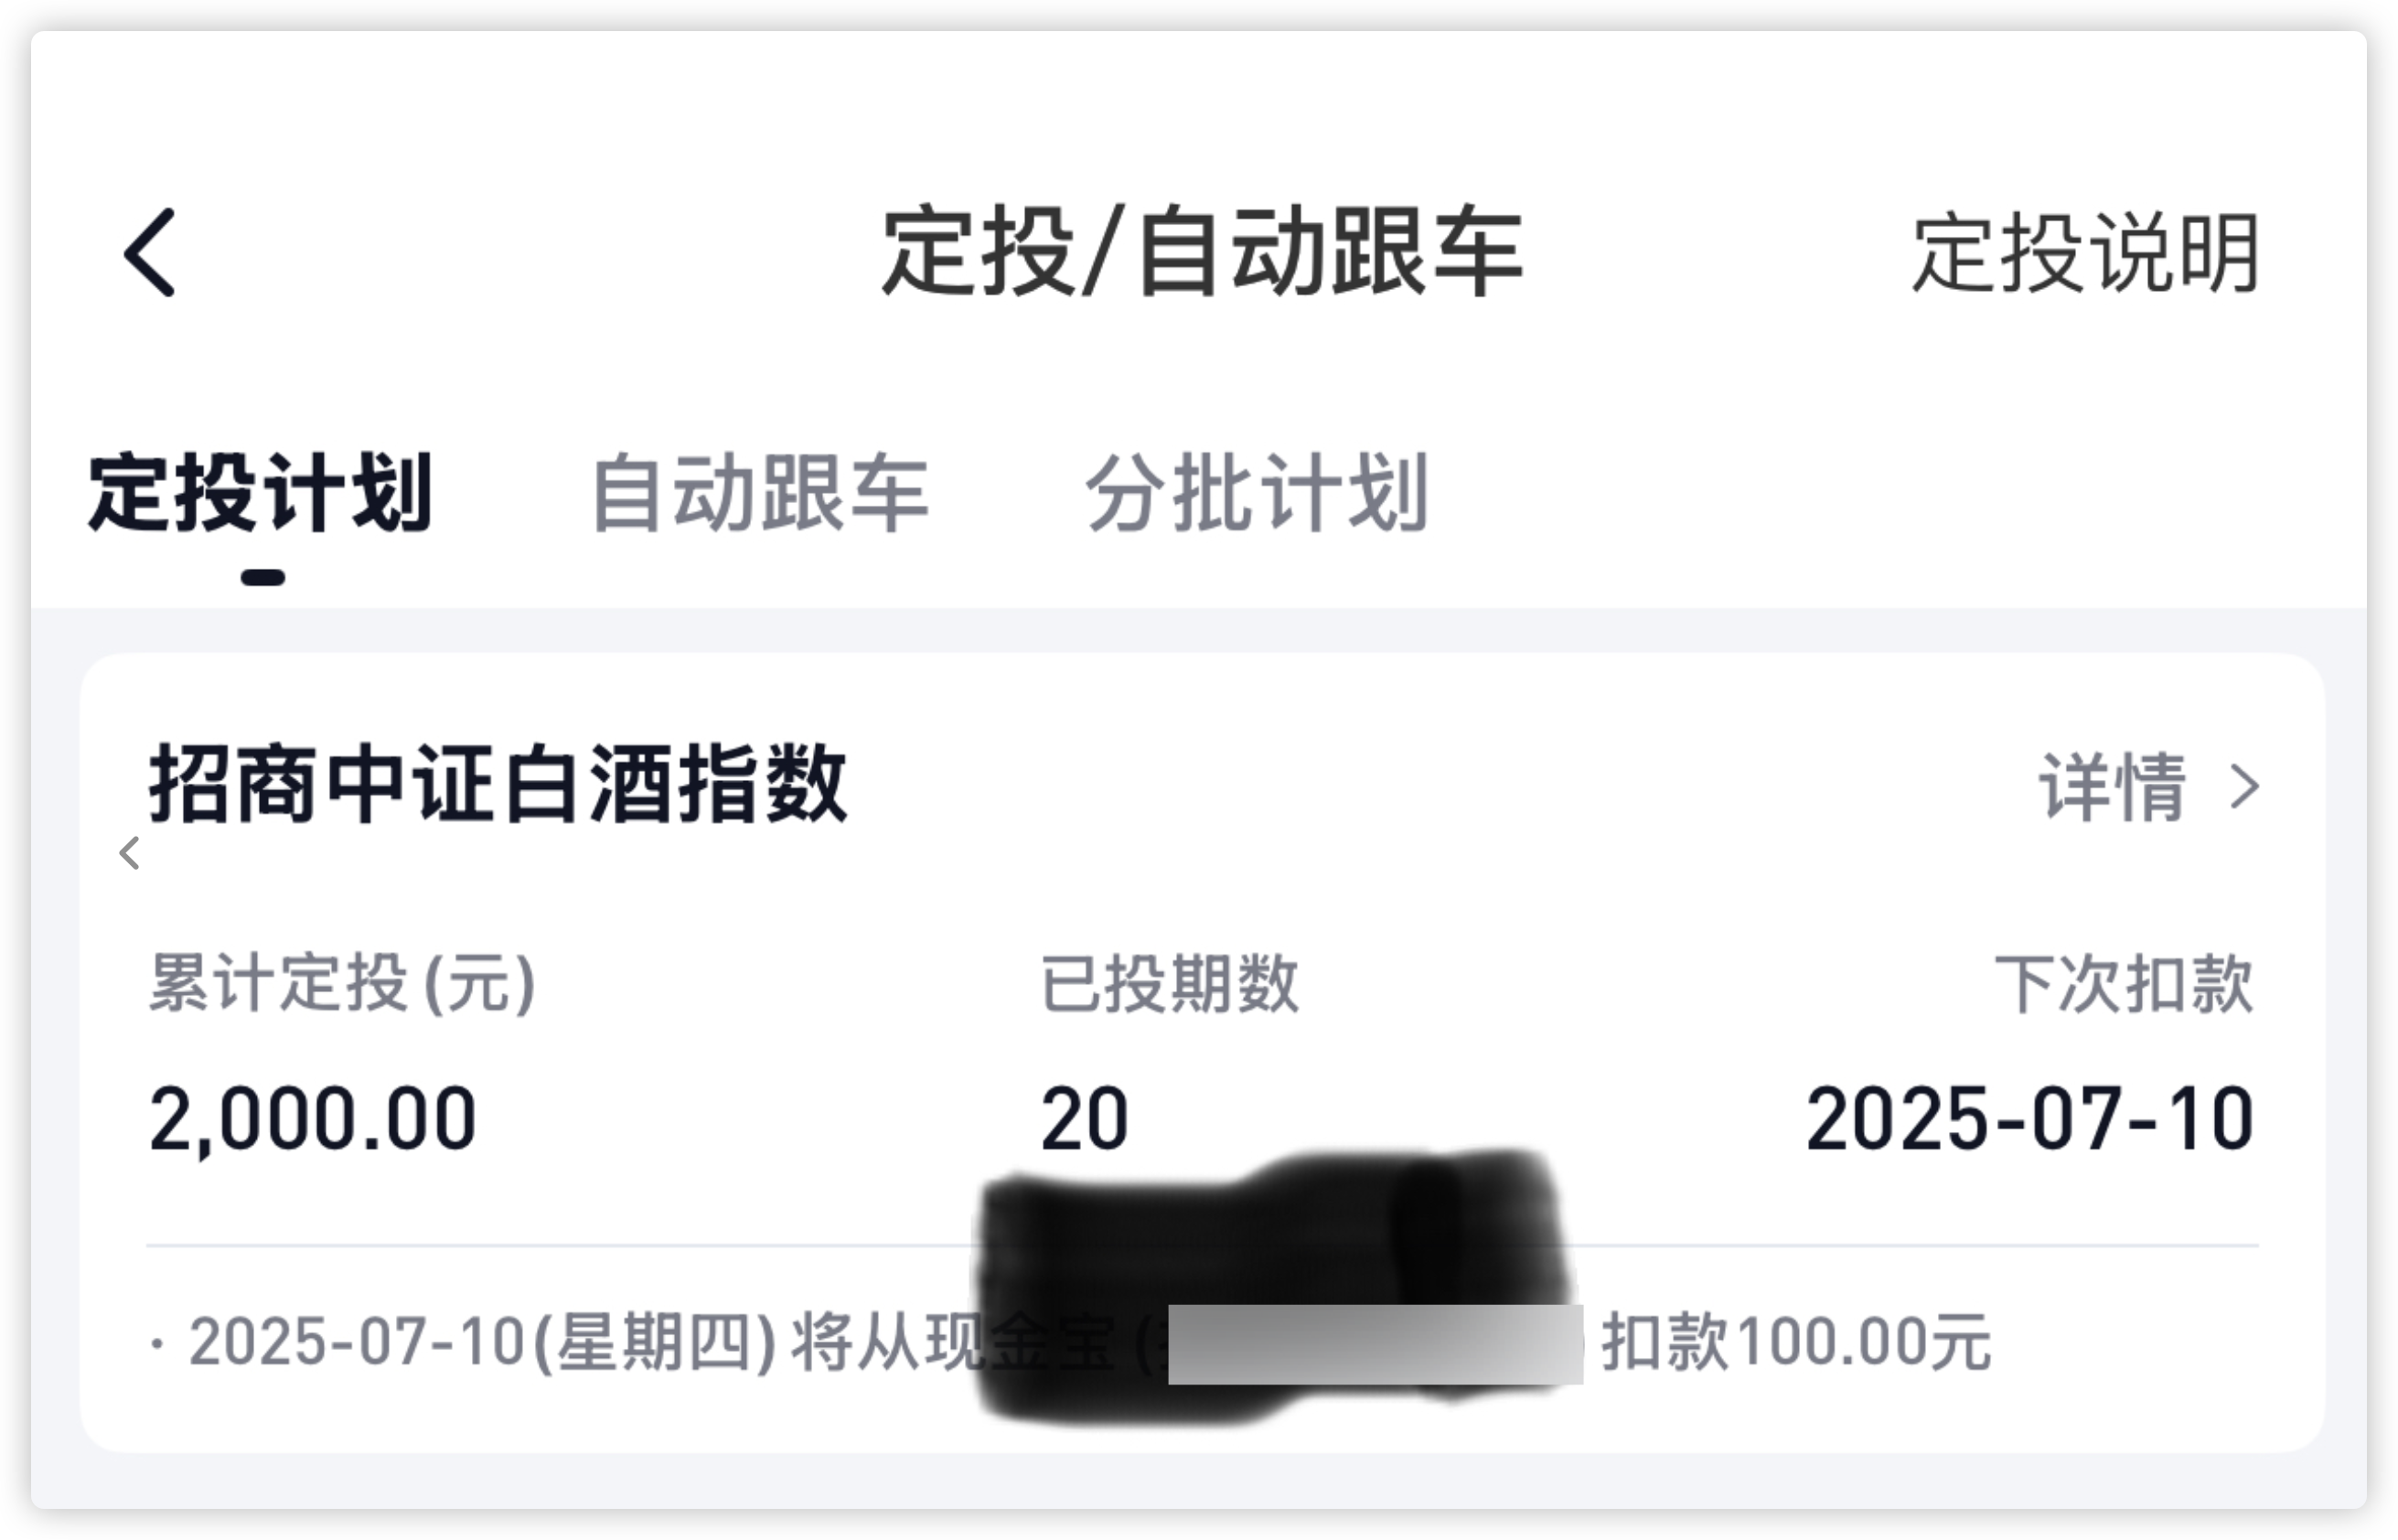 定投/自动跟车 定投说明
定投计划 自动跟车 分批计划
招商中证白酒指数 详情
累计定投(元) 已投期数 下次扣款
2,000.00 20 2025-07-10
· 2025-07-10(星期四)将从现金宝( 扣款100.00元